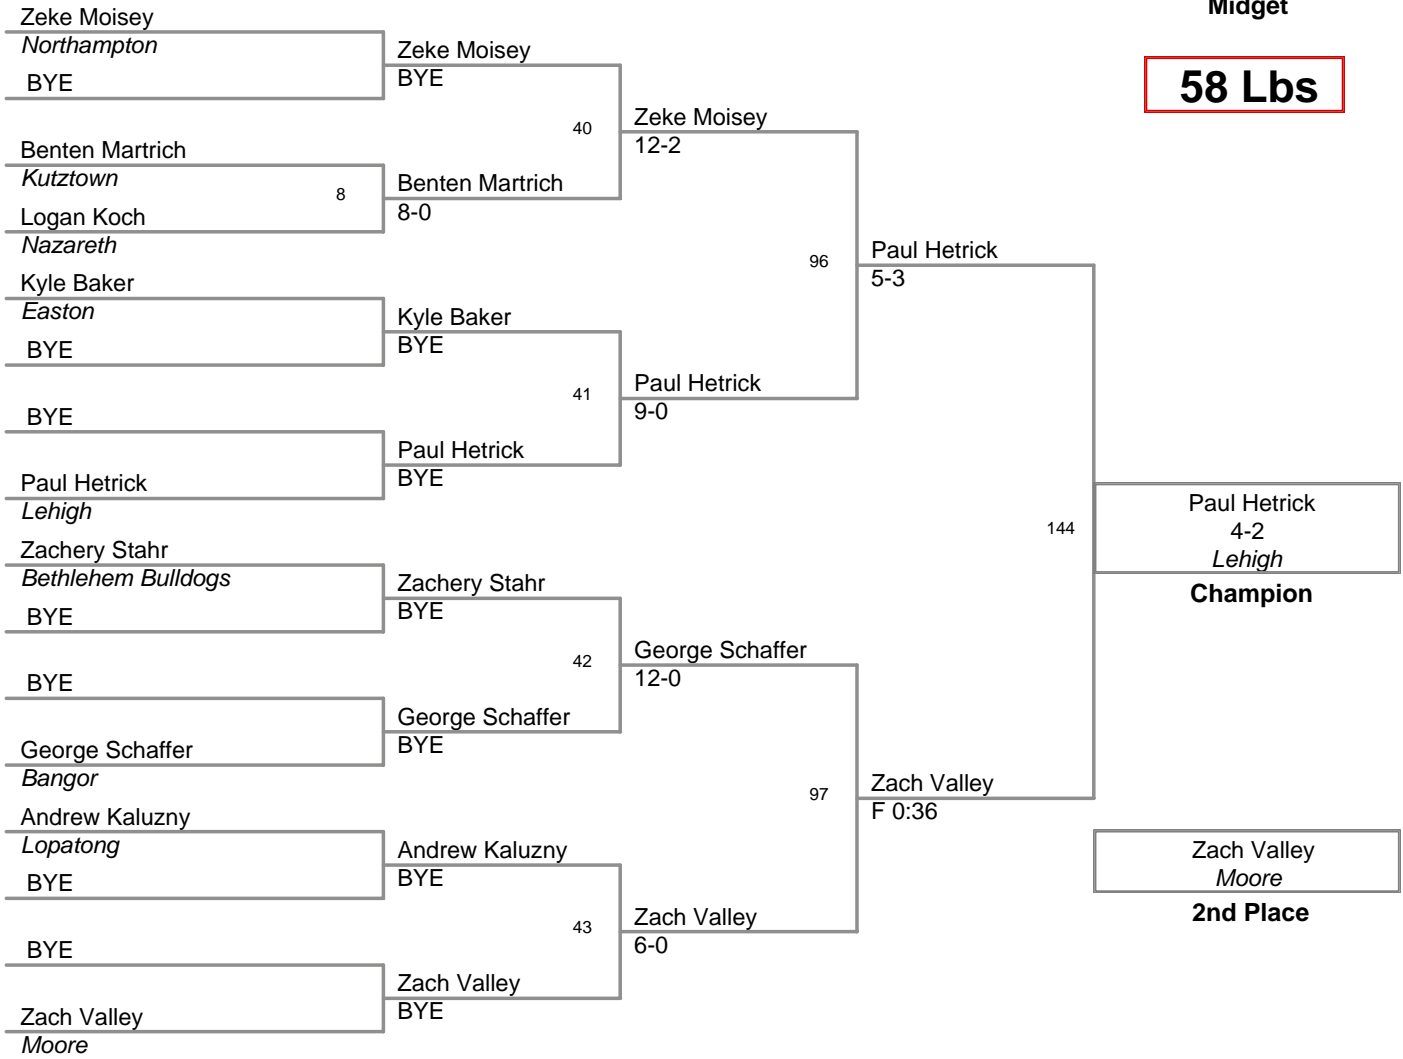 Midget
58 Lbs
Zeke Moisey
Northampton
BYE
Benten Martrich
Kutztown
8
Logan Koch
Nazareth
Kyle Baker
Easton
BYE
BYE
Paul Hetrick
Lehigh
Zachery Stahr
Bethlehem Bulldogs
BYE
BYE
George Schaffer
Bangor
Andrew Kaluzny
Lopatong
BYE
BYE
Zach Valley
Moore
Zeke Moisey
BYE
40
Benten Martrich
8-0
Kyle Baker
BYE
41
Paul Hetrick
BYE
Zachery Stahr
BYE
42
George Schaffer
BYE
Andrew Kaluzny
BYE
43
Zach Valley
BYE
Zeke Moisey
12-2
96
Paul Hetrick
9-0
George Schaffer
12-0
97
Zach Valley
6-0
Paul Hetrick
5-3
144
Zach Valley
F 0:36
Paul Hetrick
4-2
Lehigh
Champion
Zach Valley
Moore
2nd Place